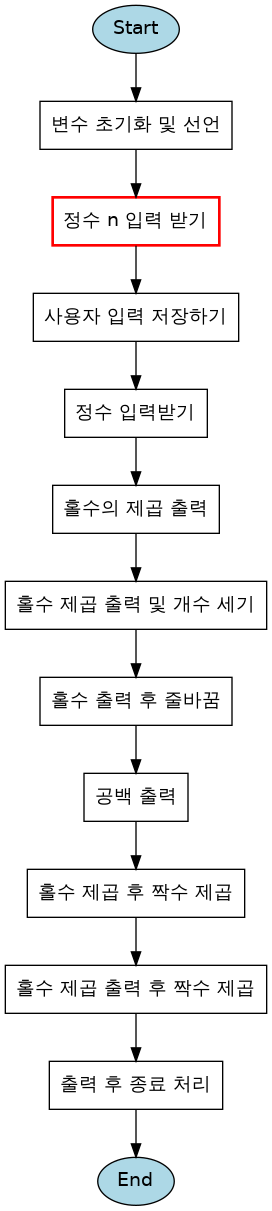 Start
변수 초기화 및 선언
정수 n 입력 받기
사용자 입력 저장하기
정수 입력받기
홀수의 제곱 출력
홀수 제곱 출력 및 개수 세기
홀수 출력 후 줄바꿈
공백 출력
홀수 제곱 후 짝수 제곱
홀수 제곱 출력 후 짝수 제곱
출력 후 종료 처리
End